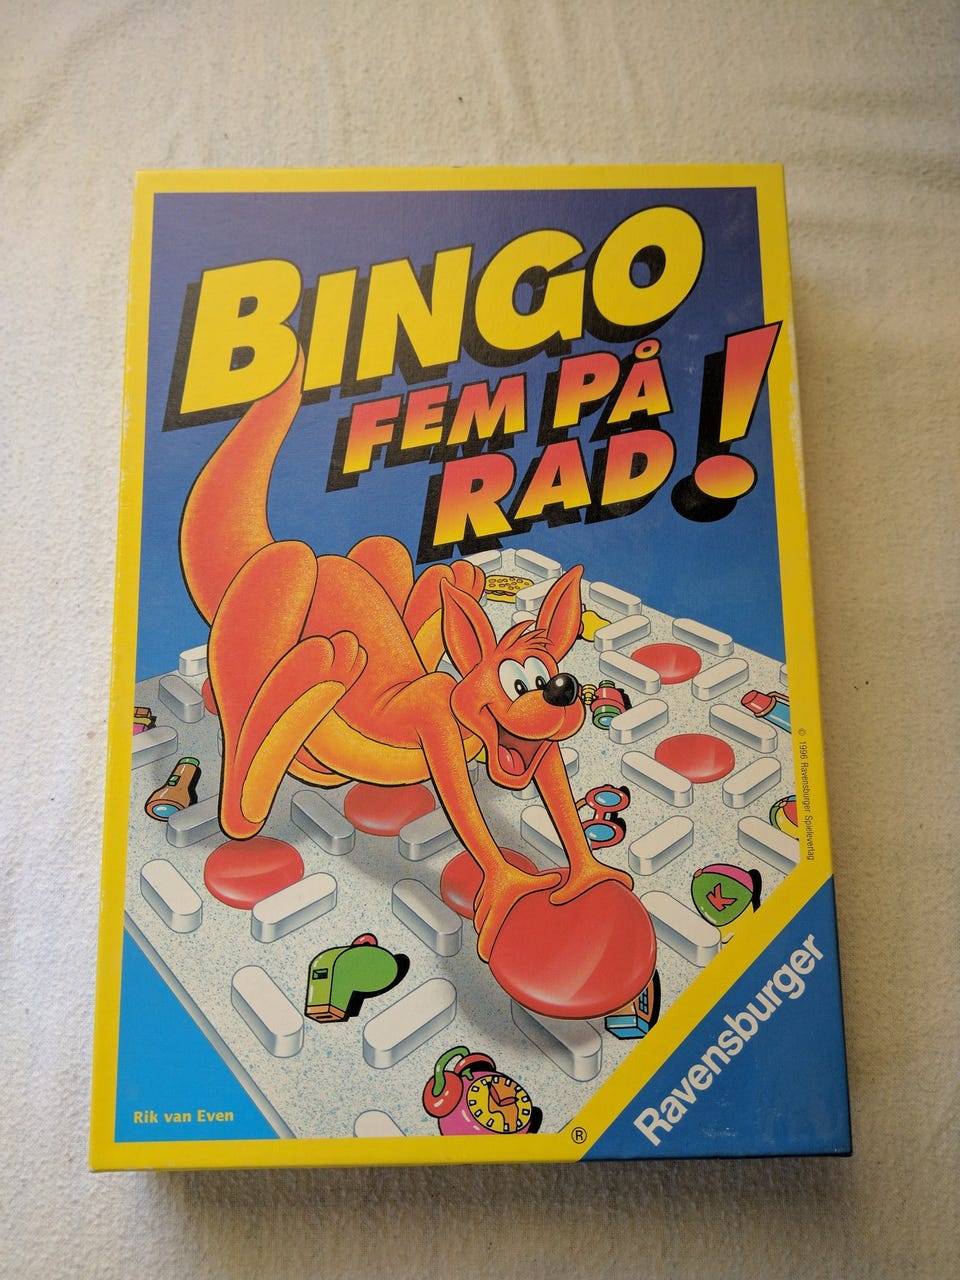 BINGO
FEM PÅ
RAD!
© 1996 Ravensburger Spieleverlag
K
Rik van Even
®
Ravensburger